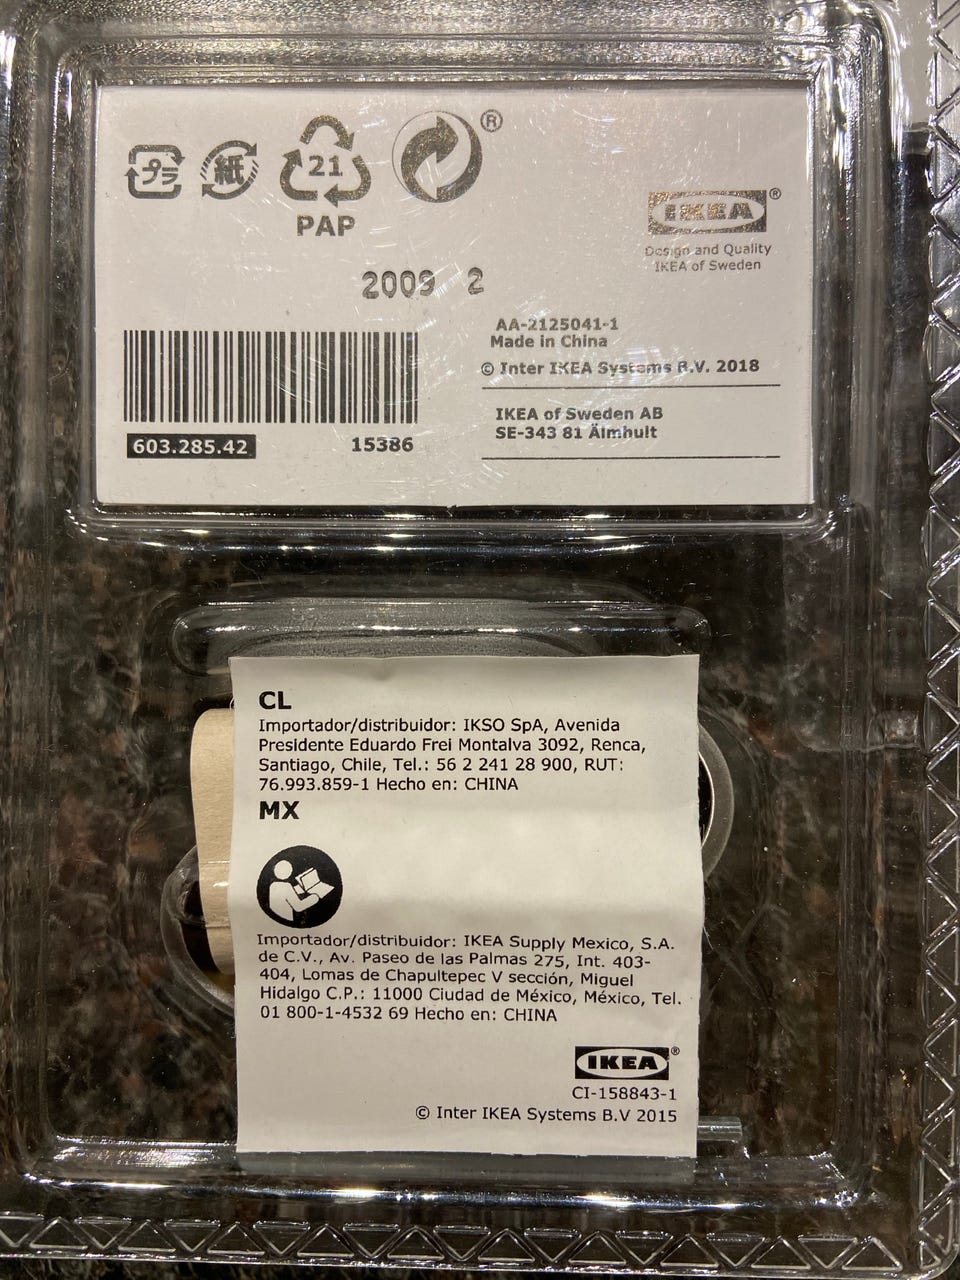 プラ
紙
21
PAP
®
IKEA®
Design and Quality
IKEA of Sweden
2009 2
AA-2125041-1
Made in China
© Inter IKEA Systems B.V. 2018
IKEA of Sweden AB
SE-343 81 Älmhult
603.285.42
15386
CL
Importador/distribuidor: IKSO SpA, Avenida
Presidente Eduardo Frei Montalva 3092, Renca,
Santiago, Chile, Tel.: 56 2 241 28 900, RUT:
76.993.859-1 Hecho en: CHINA
MX
Importador/distribuidor: IKEA Supply Mexico, S.A.
de C.V., Av. Paseo de las Palmas 275, Int. 403-
404, Lomas de Chapultepec V sección, Miguel
Hidalgo C.P.: 11000 Ciudad de México, México, Tel.
01 800-1-4532 69 Hecho en: CHINA
IKEA®
CI-158843-1
© Inter IKEA Systems B.V 2015